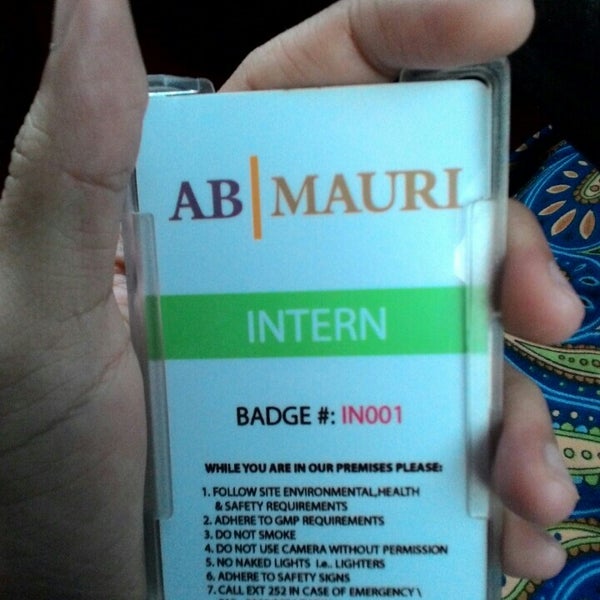 AB|MAURI
INTERN
BADGE #: IN001
WHILE YOU ARE IN OUR PREMISES PLEASE:
1. FOLLOW SITE ENVIRONMENTAL,HEALTH
& SAFETY REQUIREMENTS
2. ADHERE TO GMP REQUIREMENTS
3. DO NOT SMOKE
4. DO NOT USE CAMERA WITHOUT PERMISSION
5. NO NAKED LIGHTS i.e.. LIGHTERS
6. ADHERE TO SAFETY SIGNS
7. CALL EXT 252 IN CASE OF EMERGENCY \